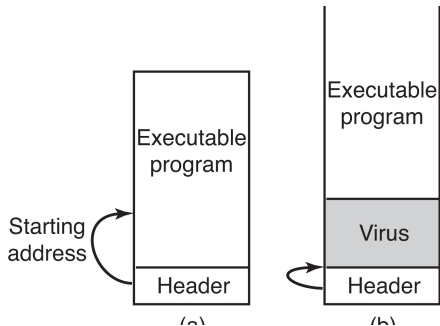 Executable
program
Starting
address
Header
(a)
Executable
program
Virus
Header
(b)